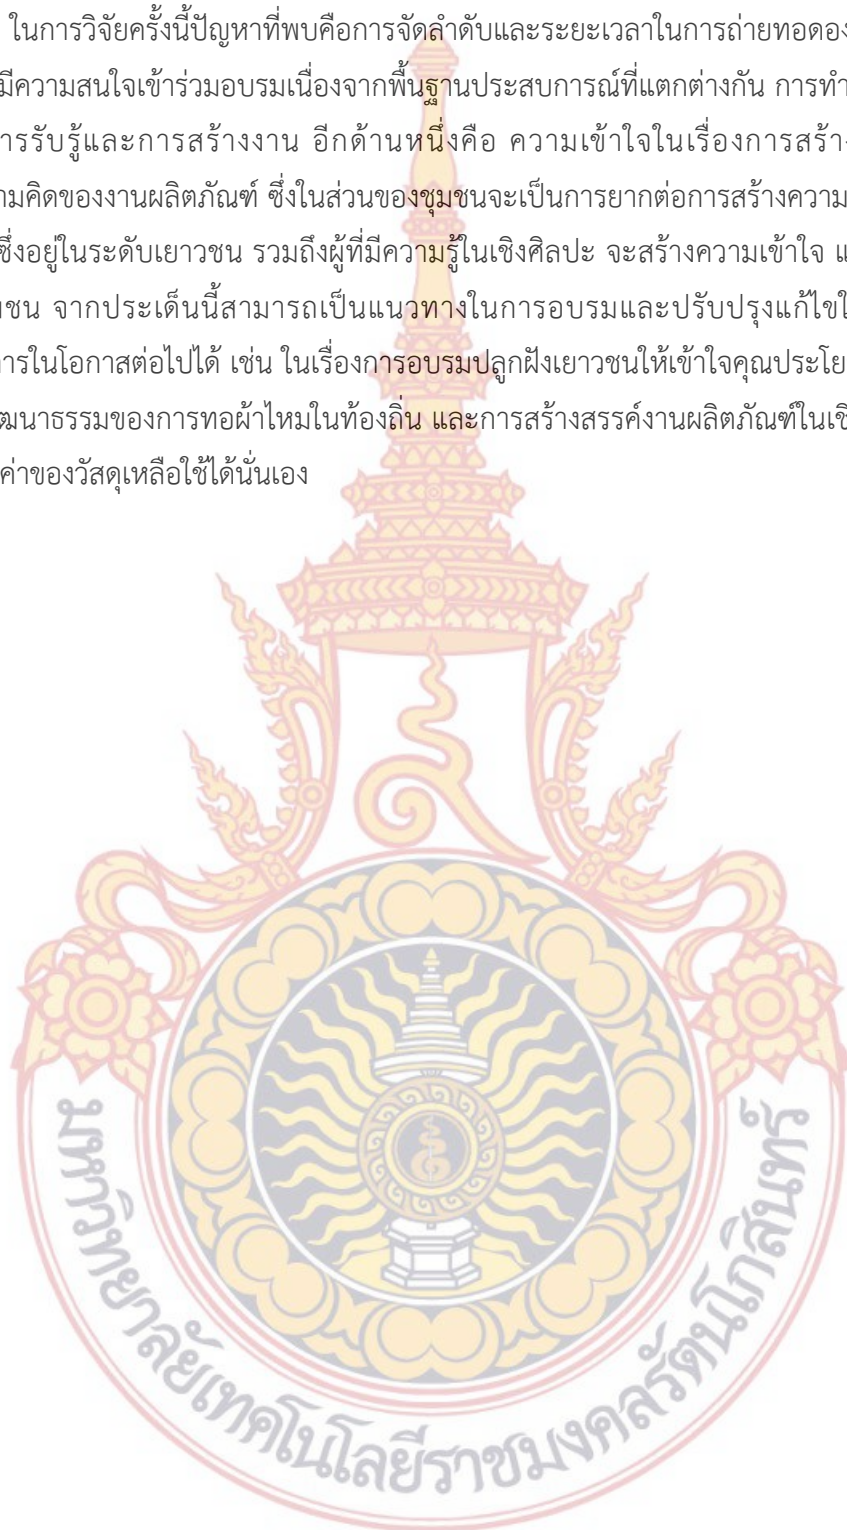 ในการวิจัยครั้งนี้ปัญหาที่พบคือการจัดลำดับและระยะเวลาในการถ่ายทอดอง
มีความสนใจเข้าร่วมอบรมเนื่องจากพื้นฐานประสบการณ์ที่แตกต่างกัน การทำ
การรับรู้และการสร้างงาน อีกด้านหนึ่งคือ ความเข้าใจในเรื่องการสร้าง
ามคิดของงานผลิตภัณฑ์ ซึ่งในส่วนของชุมชนจะเป็นการยากต่อการสร้างความ
ซึ่งอยู่ในระดับเยาวชน รวมถึงผู้ที่มีความรู้ในเชิงศิลปะ จะสร้างความเข้าใจ แ
มชน จากประเด็นนี้สามารถเป็นแนวทางในการอบรมและปรับปรุงแก้ไขใ
การในโอกาสต่อไปได้ เช่น ในเรื่องการอบรมปลูกฝังเยาวชนให้เข้าใจคุณประโย
ัฒนาธรรมของการทอผ้าไหมในท้องถิ่น และการสร้างสรรค์งานผลิตภัณฑ์ในเชิ
ค่าของวัสดุเหลือใช้ได้นั่นเอง
มหาวิทยาลัยเทคโนโลยีราชมงคลรัตนโกสินทร์